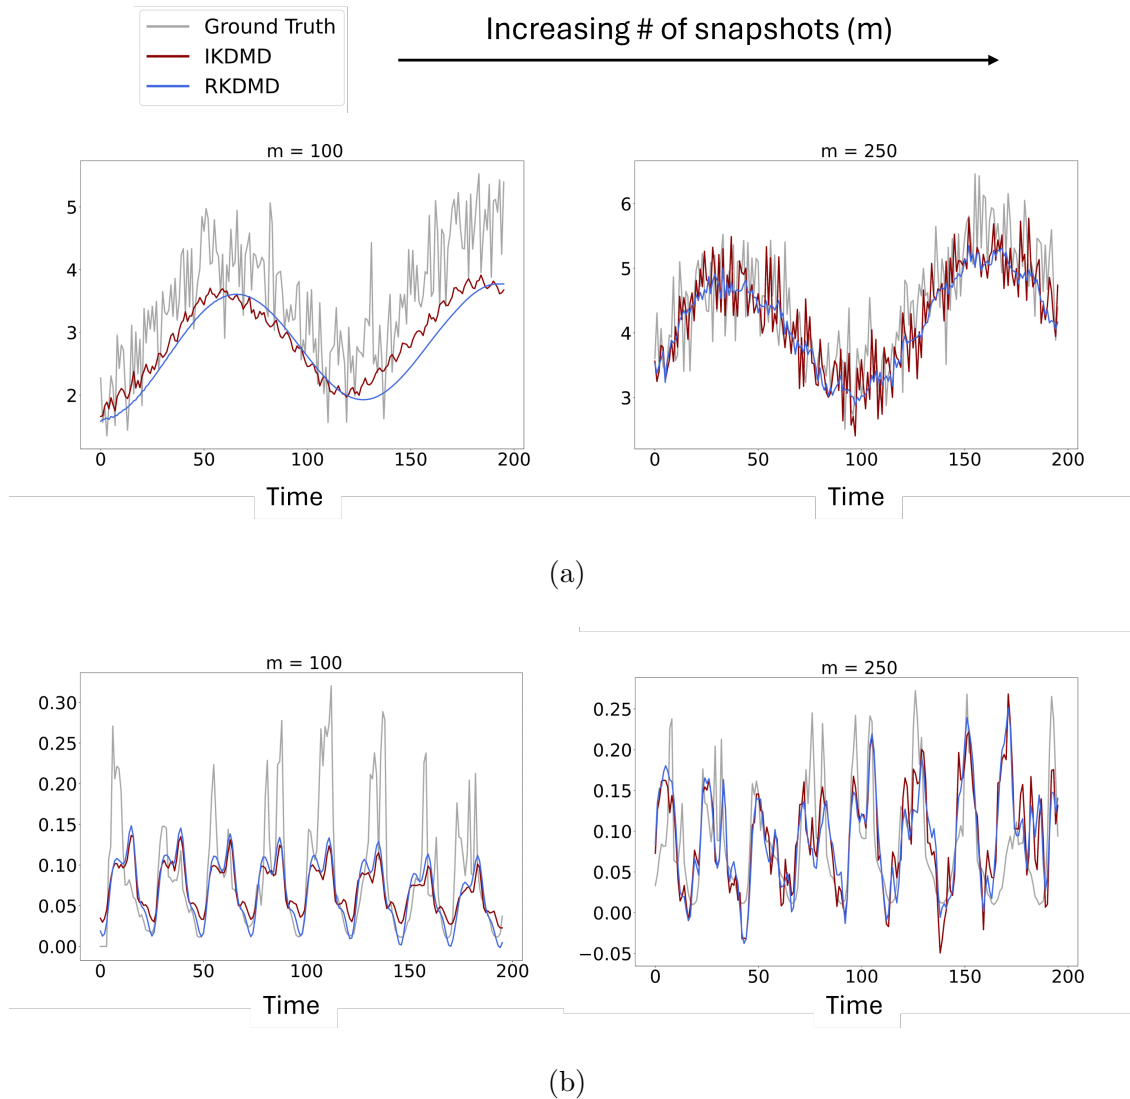 Ground Truth
IKDMD
RKDMD
Increasing # of snapshots (m)
m = 100
5
4
3
2
0 50 100 150 200
Time
m = 250
6
5
4
3
0 50 100 150 200
Time
(a)
m = 100
0.30
0.25
0.20
0.15
0.10
0.05
0.00
0 50 100 150 200
Time
m = 250
0.25
0.20
0.15
0.10
0.05
0.00
−0.05
0 50 100 150 200
Time
(b)